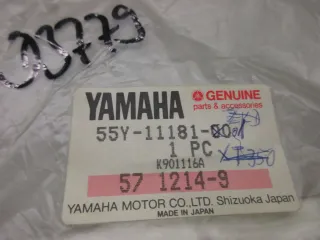 YAMAHA
GENUINE
parts & accessories
55Y-11181-00
1 PC
K901116A
57 1214-9
YAMAHA MOTOR CO.,LTD. Shizuoka Japan
MADE IN JAPAN